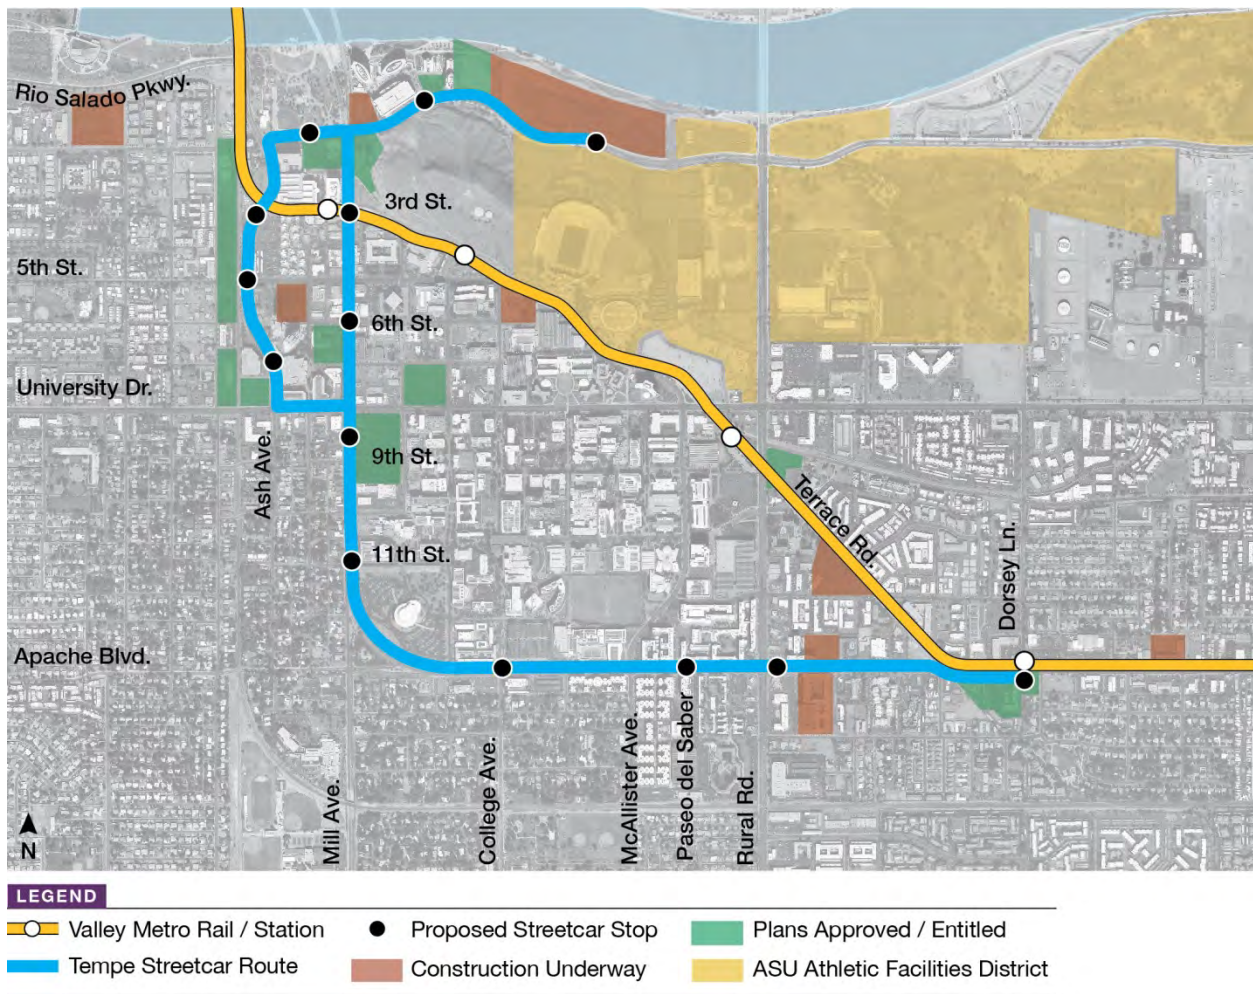 Rio Salado Pkwy.
3rd St.
5th St.
6th St.
University Dr.
Ash Ave.
9th St.
Terrace Rd.
11th St.
Dorsey Ln.
Apache Blvd.
Mill Ave.
College Ave.
McAllister Ave.
Paseo del Saber
Rural Rd.
N
LEGEND
Valley Metro Rail / Station
Proposed Streetcar Stop
Plans Approved / Entitled
Tempe Streetcar Route
Construction Underway
ASU Athletic Facilities District